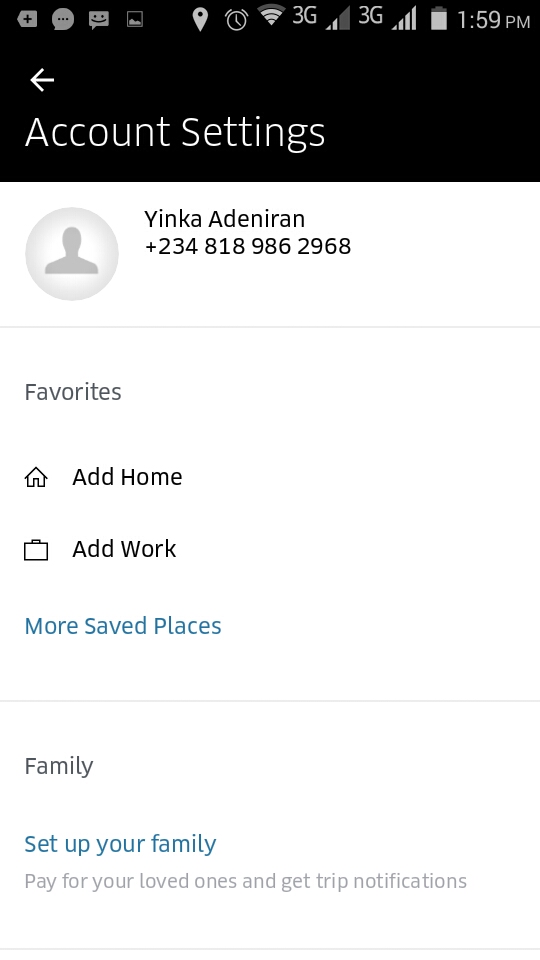 3G 3G 1:59 PM
Account Settings
Yinka Adeniran
+234 818 986 2968
Favorites
Add Home
Add Work
More Saved Places
Family
Set up your family
Pay for your loved ones and get trip notifications